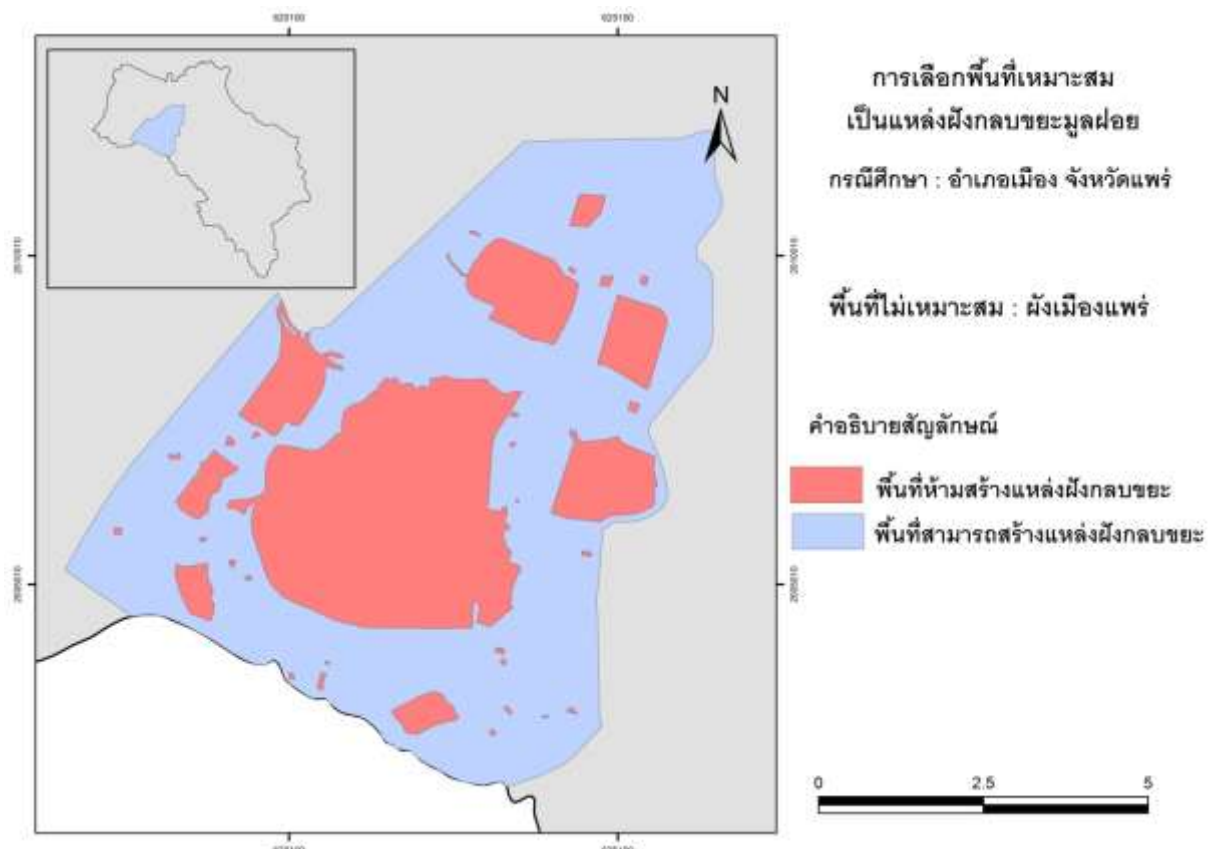 การเลือกพื้นที่เหมาะสม
เป็นแหล่งฝังกลบขยะมูลฝอย
กรณีศึกษา : อำเภอเมือง จังหวัดแพร่
พื้นที่ไม่เหมาะสม : ผังเมืองแพร่
คำอธิบายสัญลักษณ์
พื้นที่ห้ามสร้างแหล่งฝังกลบขยะ
พื้นที่สามารถสร้างแหล่งฝังกลบขยะ
N
0 2.5 5